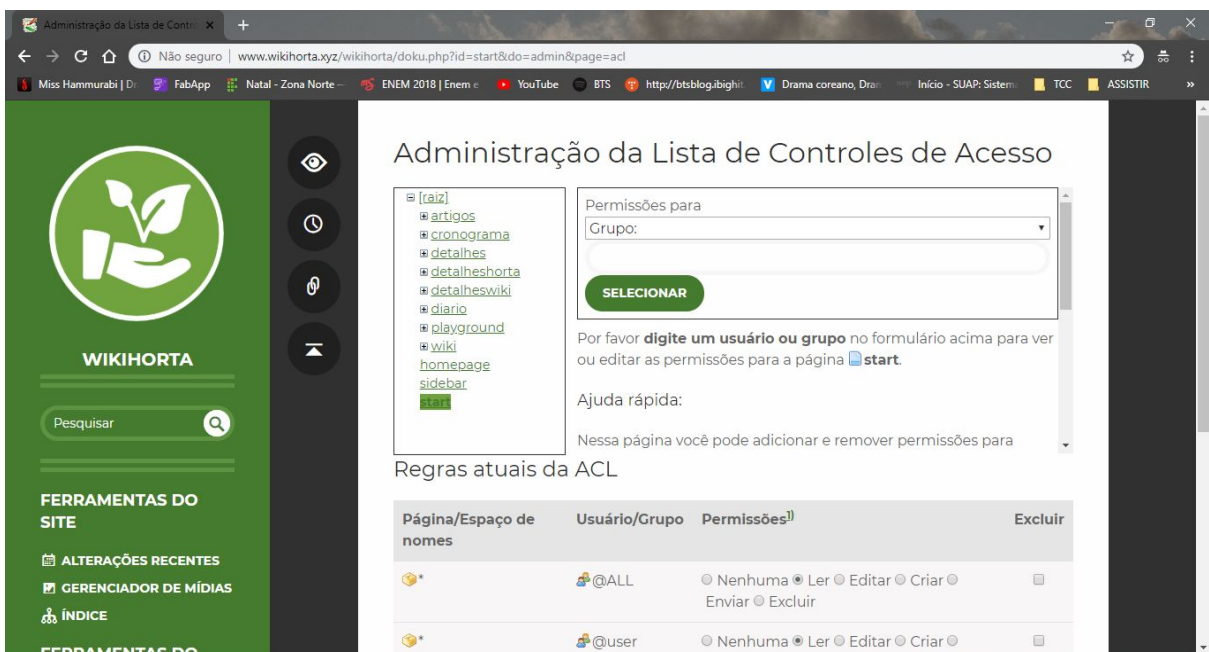 Administração da Lista de Contro
Não seguro | www.wikihorta.xyz/wikihorta/doku.php?id=start&do=admin&page=acl
Miss Hammurabi | D FabApp Natal - Zona Norte – ENEM 2018 | Enem e YouTube BTS http://btsblog.ibighit. Drama coreano, Dran Início - SUAP: Sistem TCC ASSISTIR »
WIKIHORTA
Pesquisar
FERRAMENTAS DO
SITE
ALTERAÇÕES RECENTES
GERENCIADOR DE MÍDIAS
ÍNDICE
FERRAMENTAS DO
Administração da Lista de Controles de Acesso
[raiz]
artigos
cronograma
detalhes
detalheshorta
detalheswiki
diario
playground
wiki
homepage
sidebar
start
Permissões para
Grupo:
SELECIONAR
Por favor digite um usuário ou grupo no formulário acima para ver
ou editar as permissões para a página start.
Ajuda rápida:
Nessa página você pode adicionar e remover permissões para
Regras atuais da ACL
Página/Espaço de nomes Usuário/Grupo Permissões1) Excluir
* @ALL Nenhuma Ler Editar Criar
Enviar Excluir
* @user Nenhuma Ler Editar Criar